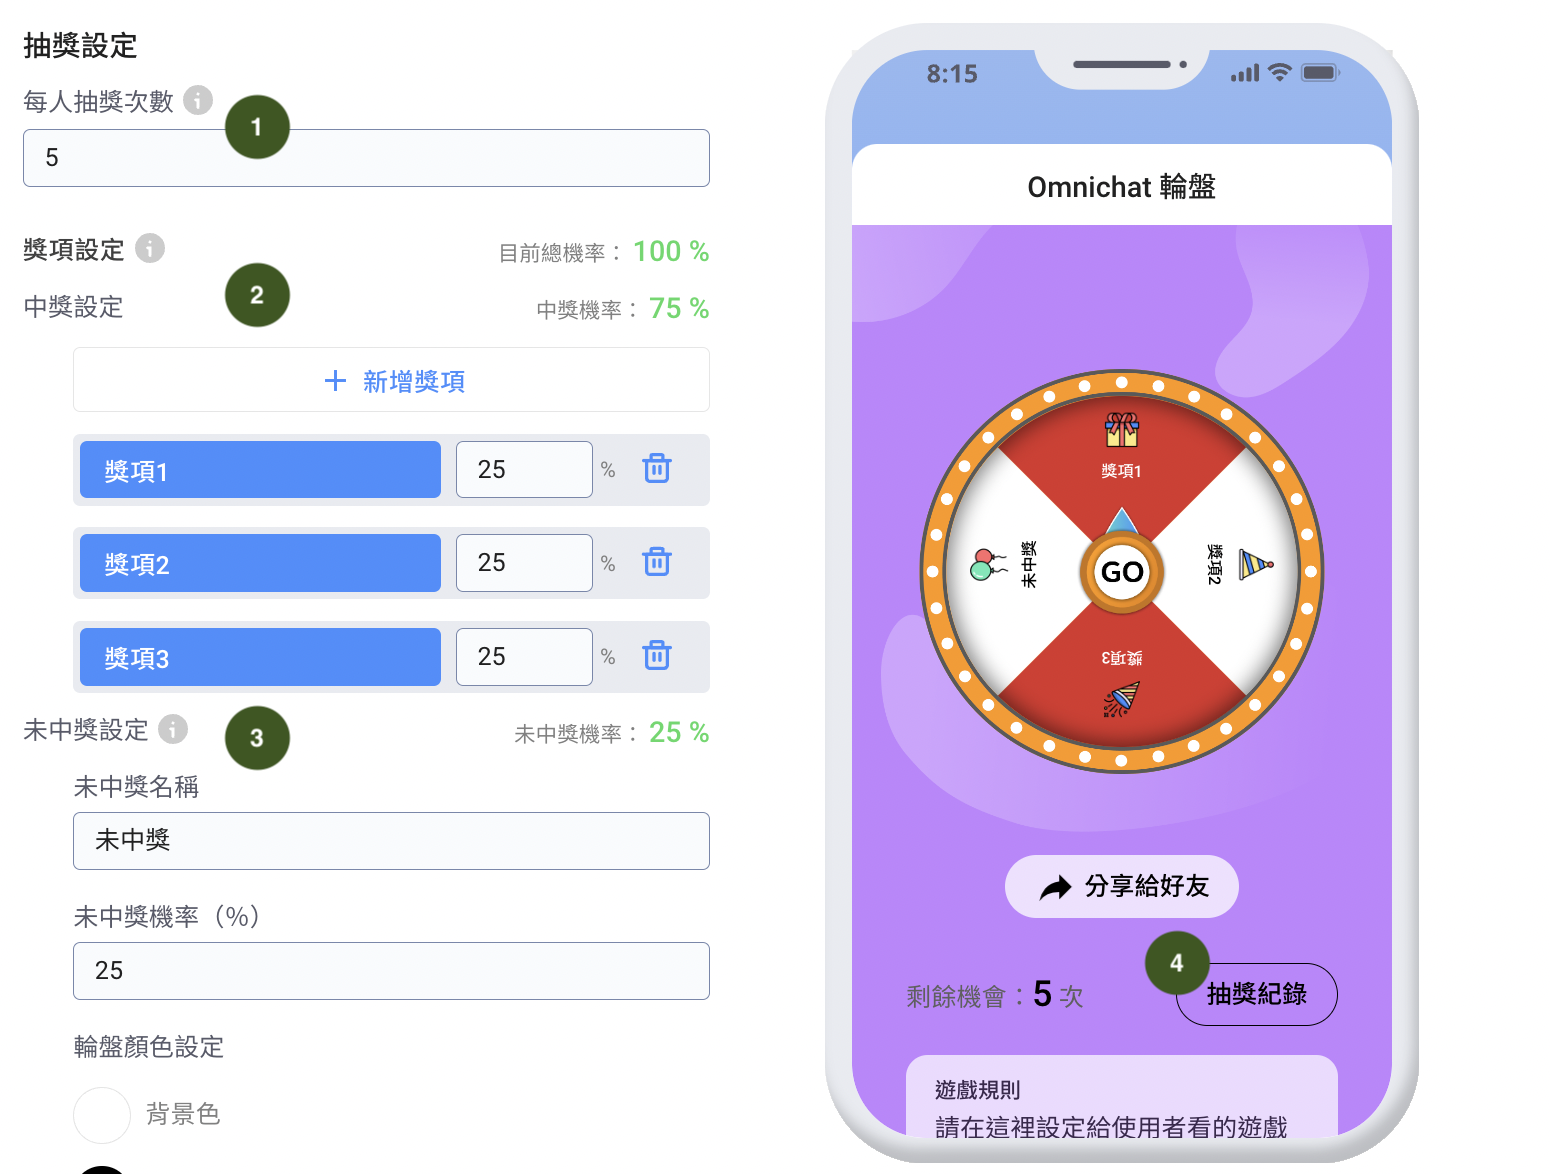 抽獎設定
每人抽獎次數 i
1
5
獎項設定 i
目前總機率： 100 %
2
中獎設定
中獎機率： 75 %
+ 新增獎項
獎項1
25 %
獎項2
25 %
獎項3
25 %
未中獎設定 i
3
未中獎機率： 25 %
未中獎名稱
未中獎
未中獎機率（%）
25
輪盤顏色設定
背景色
8:15
Omnichat 輪盤
獎項1
未中獎
GO
獎項2
獎項3
分享給好友
4
剩餘機會：5 次
抽獎紀錄
遊戲規則
請在這裡設定給使用者看的遊戲